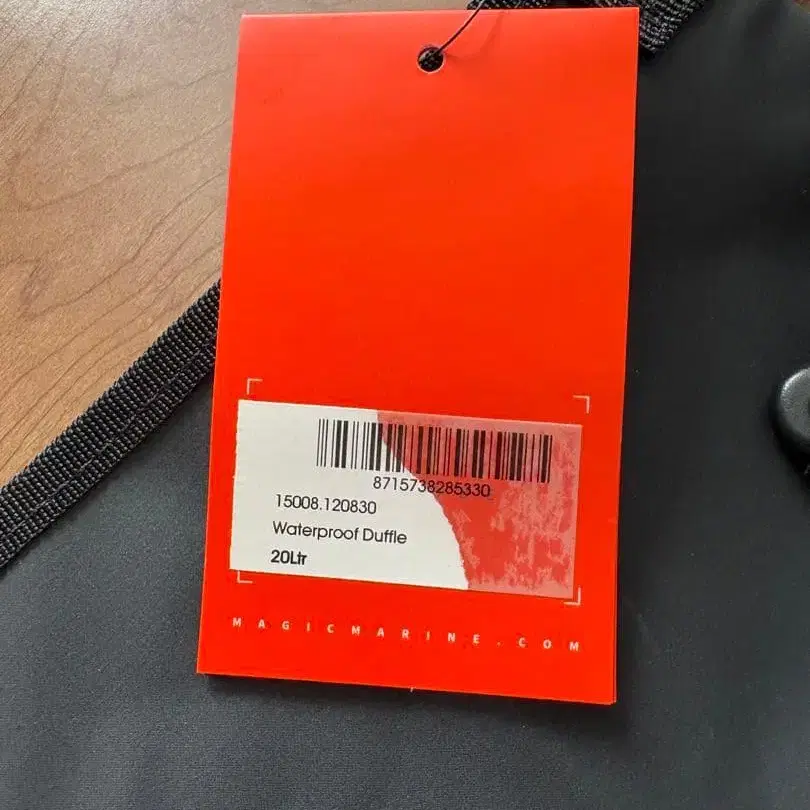 8715738285330
15008.120830
Waterproof Duffle
20Ltr
MAGICMARINE.COM